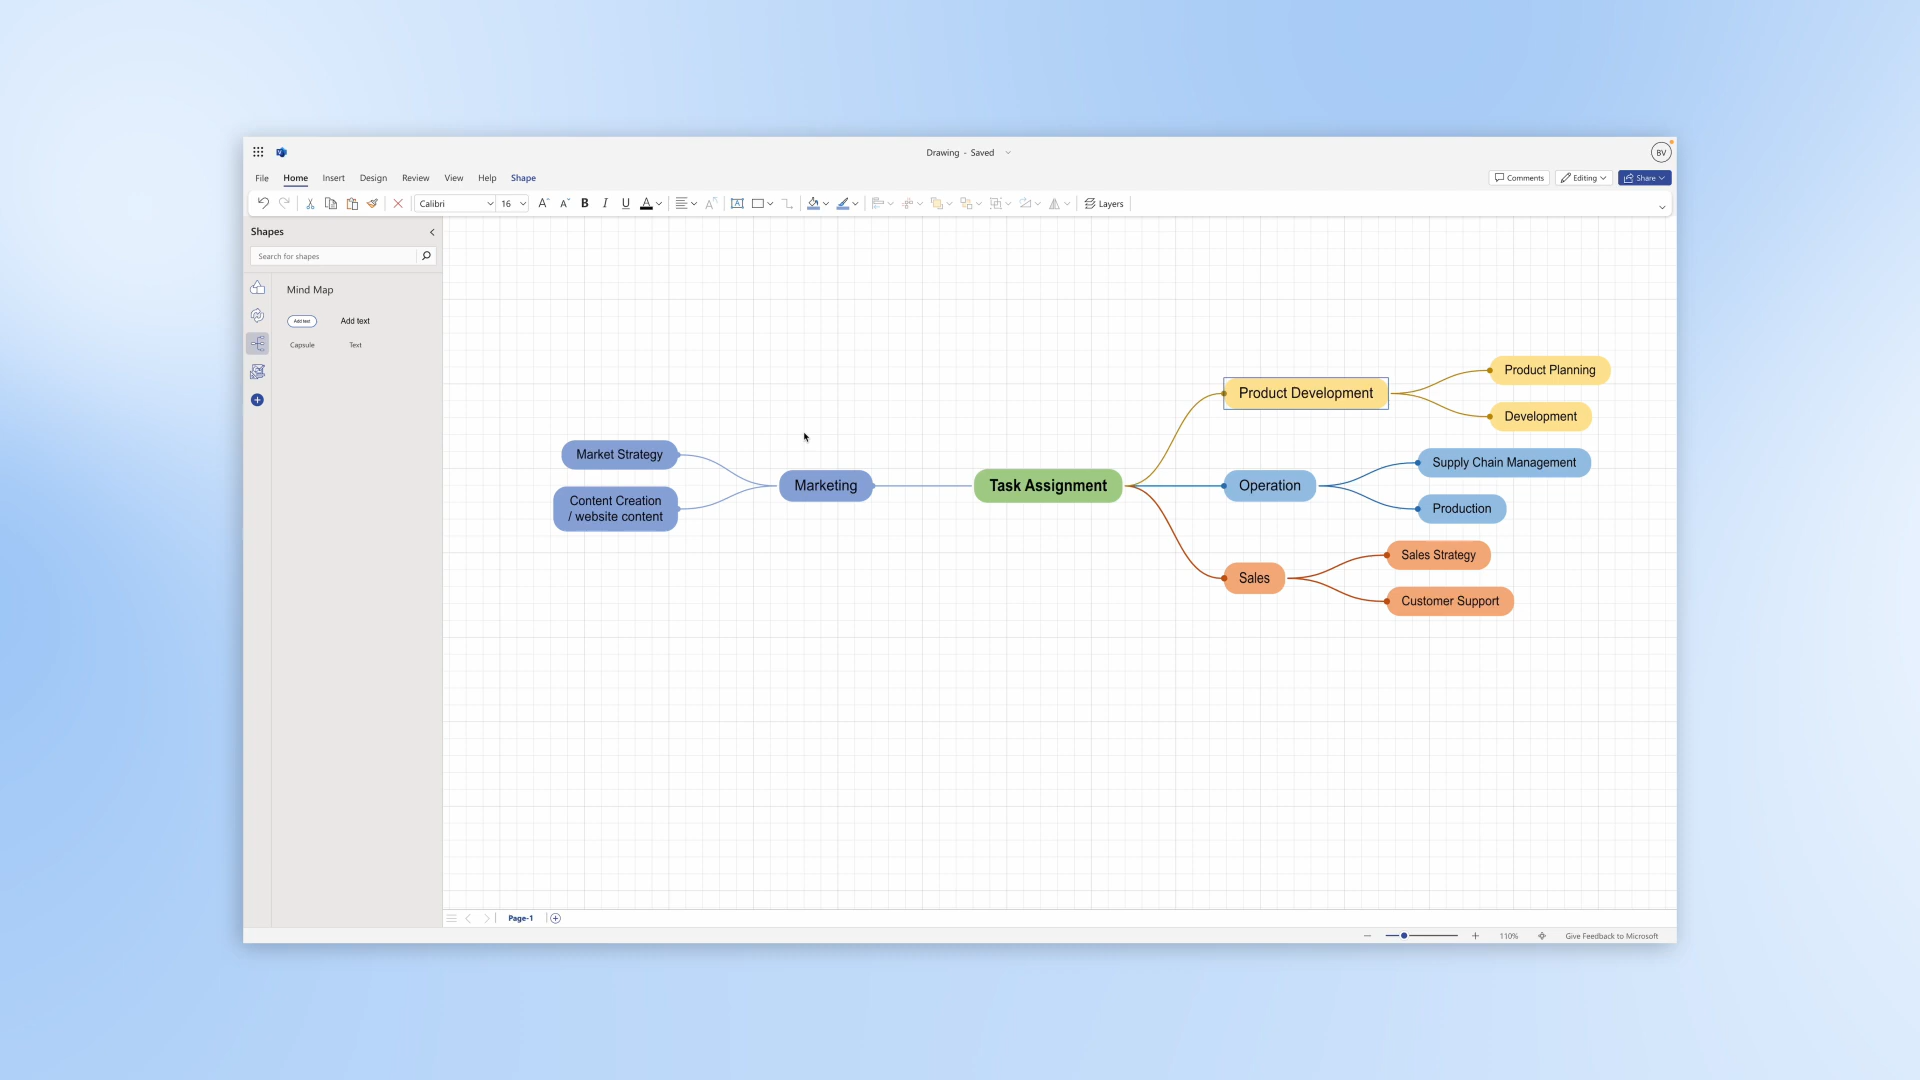 Drawing - Saved
BV
File Home Insert Design Review View Help Shape
Comments Editing Share
Calibri 16 A A B I U A A A Layers
Shapes
Search for shapes
Mind Map
Add text Add text
Capsule Text
Product Planning
Product Development
Development
Market Strategy
Supply Chain Management
Marketing
Task Assignment
Operation
Content Creation
/ website content
Production
Sales Strategy
Sales
Customer Support
Page-1
110% Give Feedback to Microsoft